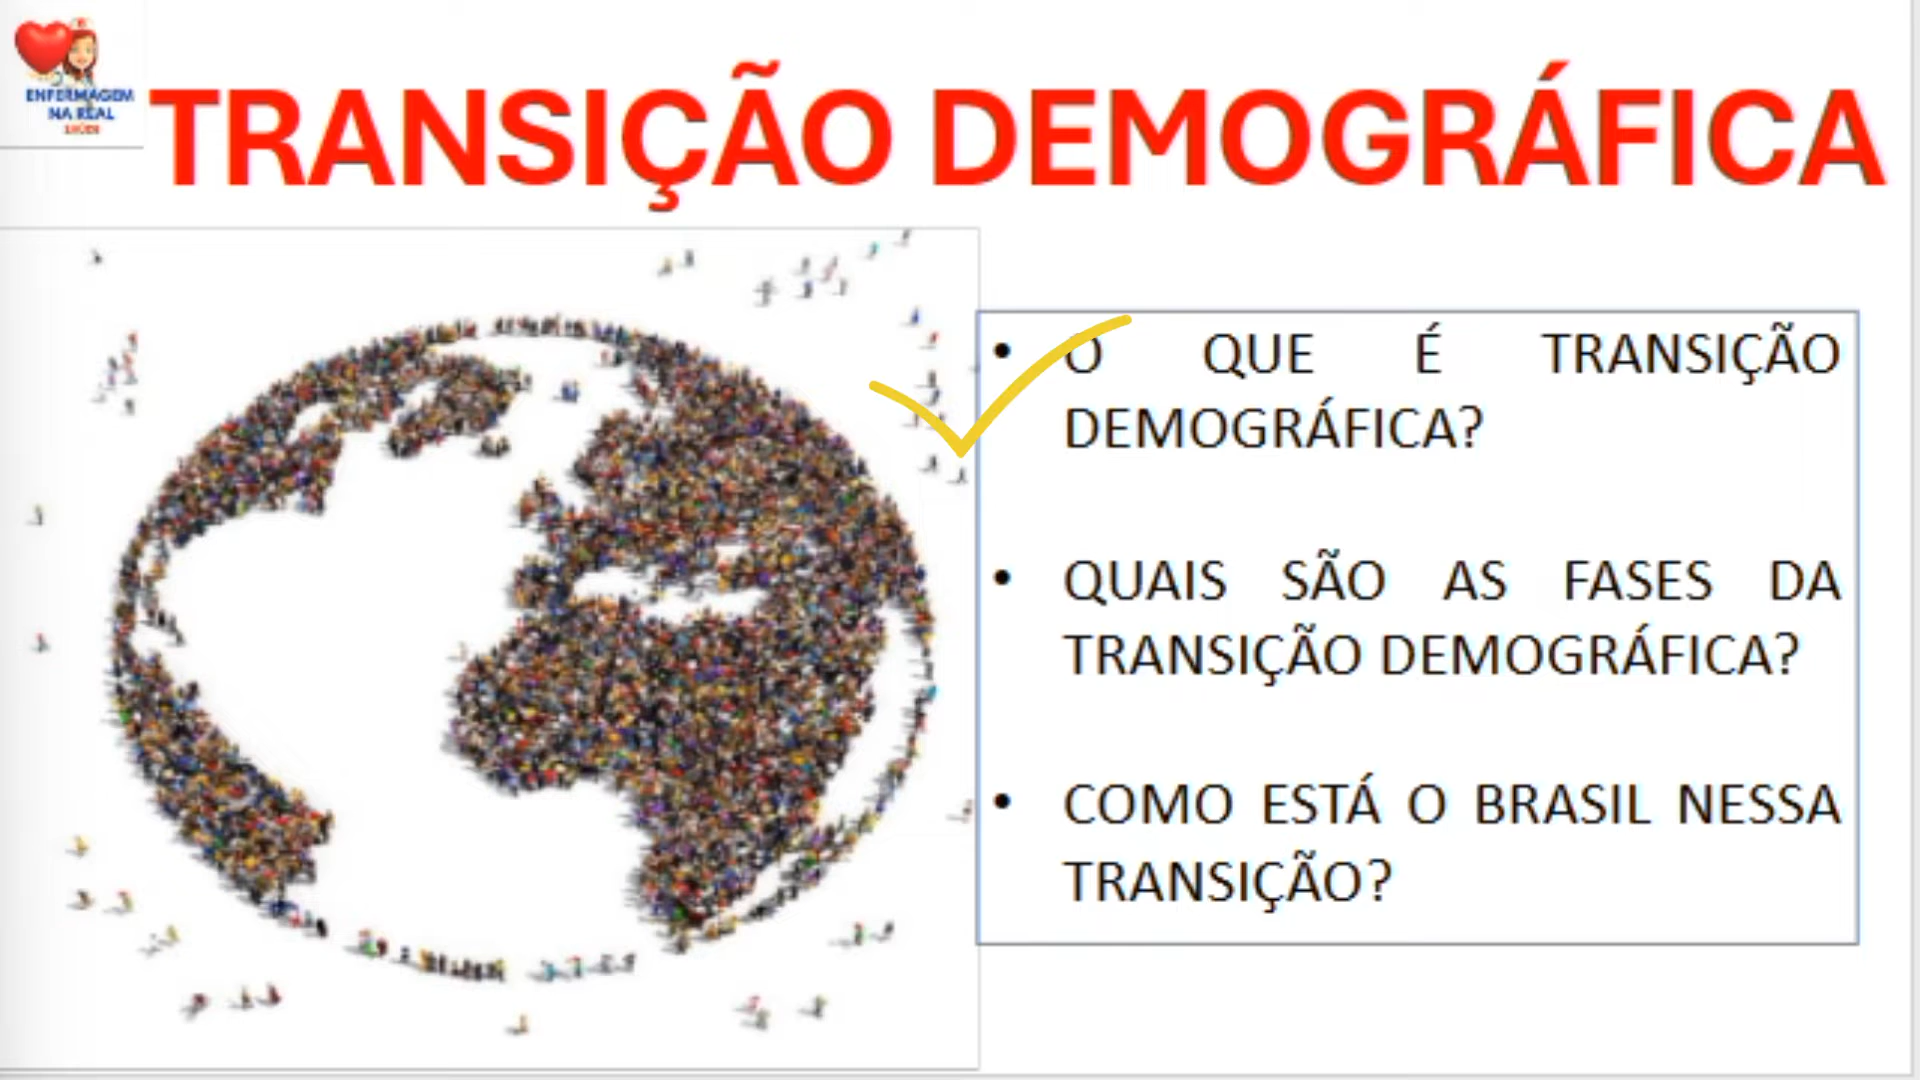 ENFERMAGEM
NA REAL
SAÚDE
TRANSIÇÃO DEMOGRÁFICA
• O QUE É TRANSIÇÃO
DEMOGRÁFICA?
• QUAIS SÃO AS FASES DA
TRANSIÇÃO DEMOGRÁFICA?
• COMO ESTÁ O BRASIL NESSA
TRANSIÇÃO?